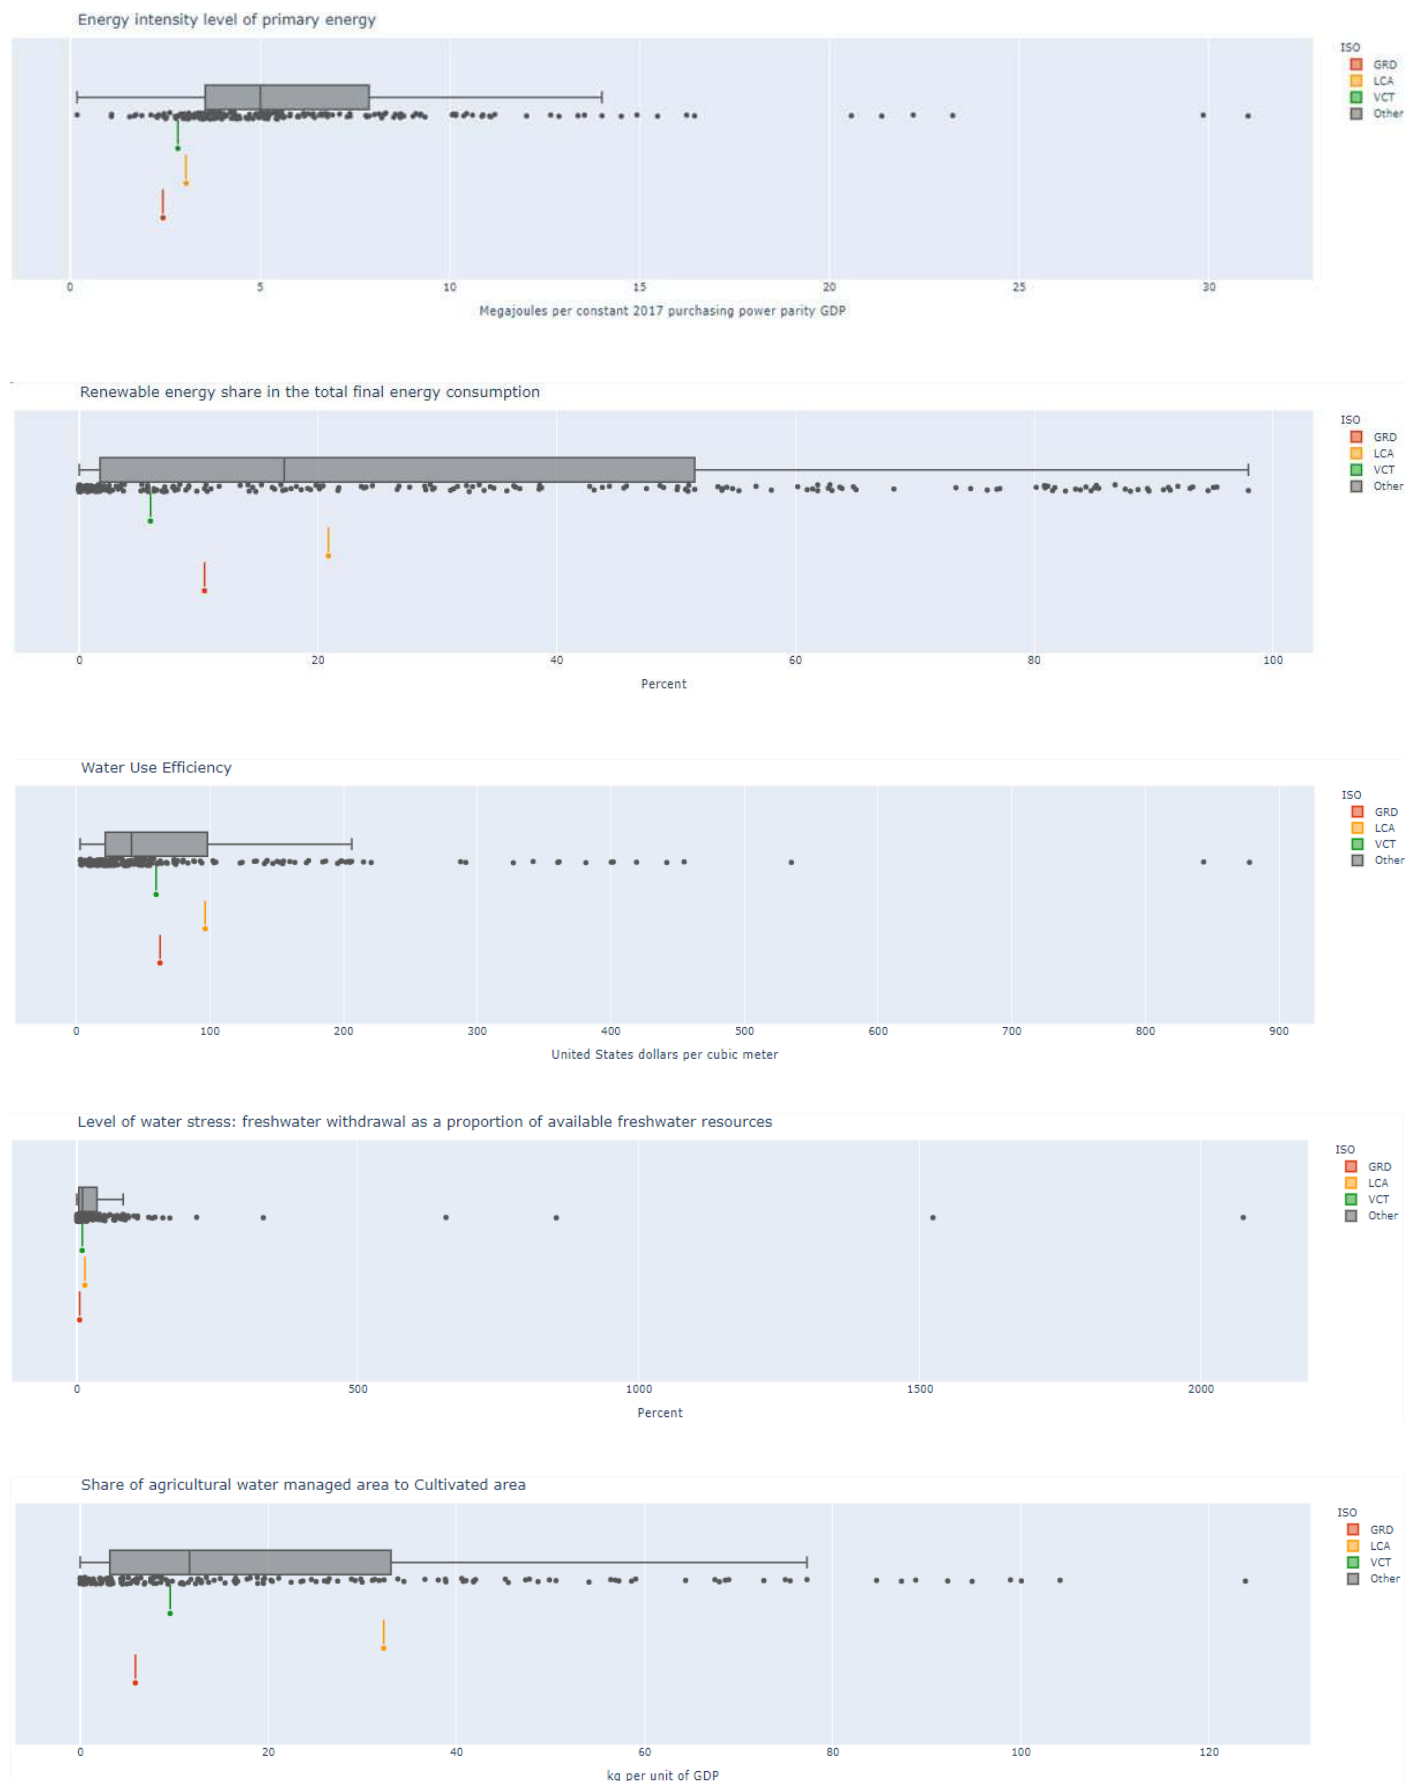 Energy intensity level of primary energy
ISO
GRD
LCA
VCT
Other
0 5 10 15 20 25 30
Megajoules per constant 2017 purchasing power parity GDP
Renewable energy share in the total final energy consumption
ISO
GRD
LCA
VCT
Other
0 20 40 60 80 100
Percent
Water Use Efficiency
ISO
GRD
LCA
VCT
Other
0 100 200 300 400 500 600 700 800 900
United States dollars per cubic meter
Level of water stress: freshwater withdrawal as a proportion of available freshwater resources
ISO
GRD
LCA
VCT
Other
0 500 1000 1500 2000
Percent
Share of agricultural water managed area to Cultivated area
ISO
GRD
LCA
VCT
Other
0 20 40 60 80 100 120
kg per unit of GDP